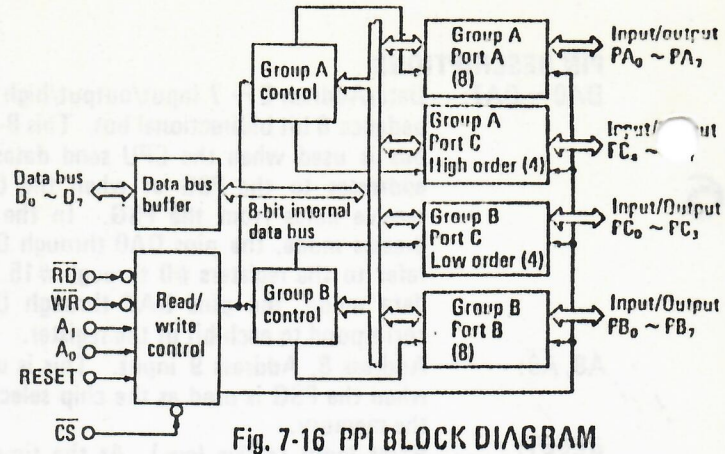 Group A
control
Group A
Port A
(8)
Input/output
PA₀ ~ PA₇
Group A
Port C
High order (4)
Data bus
D₀ ~ D₇
Data bus
buffer
8-bit internal
data bus
Group B
Port C
Low order (4)
Input/Output
PC₀ ~ PC₃
RD
WR
A₁
A₀
RESET
CS
Read/
write
control
Group B
control
Group B
Port B
(8)
Input/Output
PB₀ ~ PB₇
Fig. 7-16 PPI BLOCK DIAGRAM